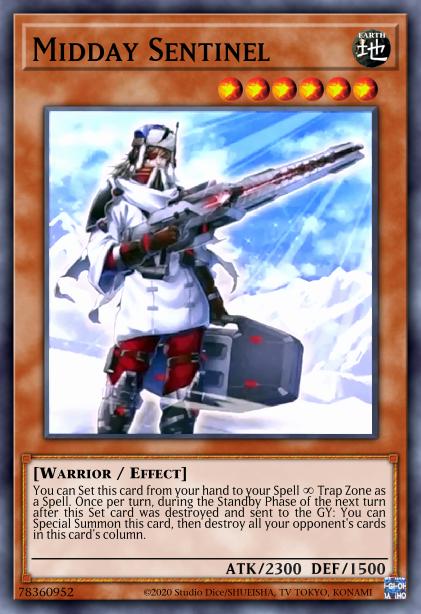 MIDDAY SENTINEL
EARTH
地
[WARRIOR / EFFECT]
You can Set this card from your hand to your Spell ∞ Trap Zone as
a Spell. Once per turn, during the Standby Phase of the next turn
after this Set card was destroyed and sent to the GY: You can
Special Summon this card, then destroy all your opponent's cards
in this card's column.
ATK/2300 DEF/1500
78360952
©2020 Studio Dice/SHUEISHA, TV TOKYO, KONAMI